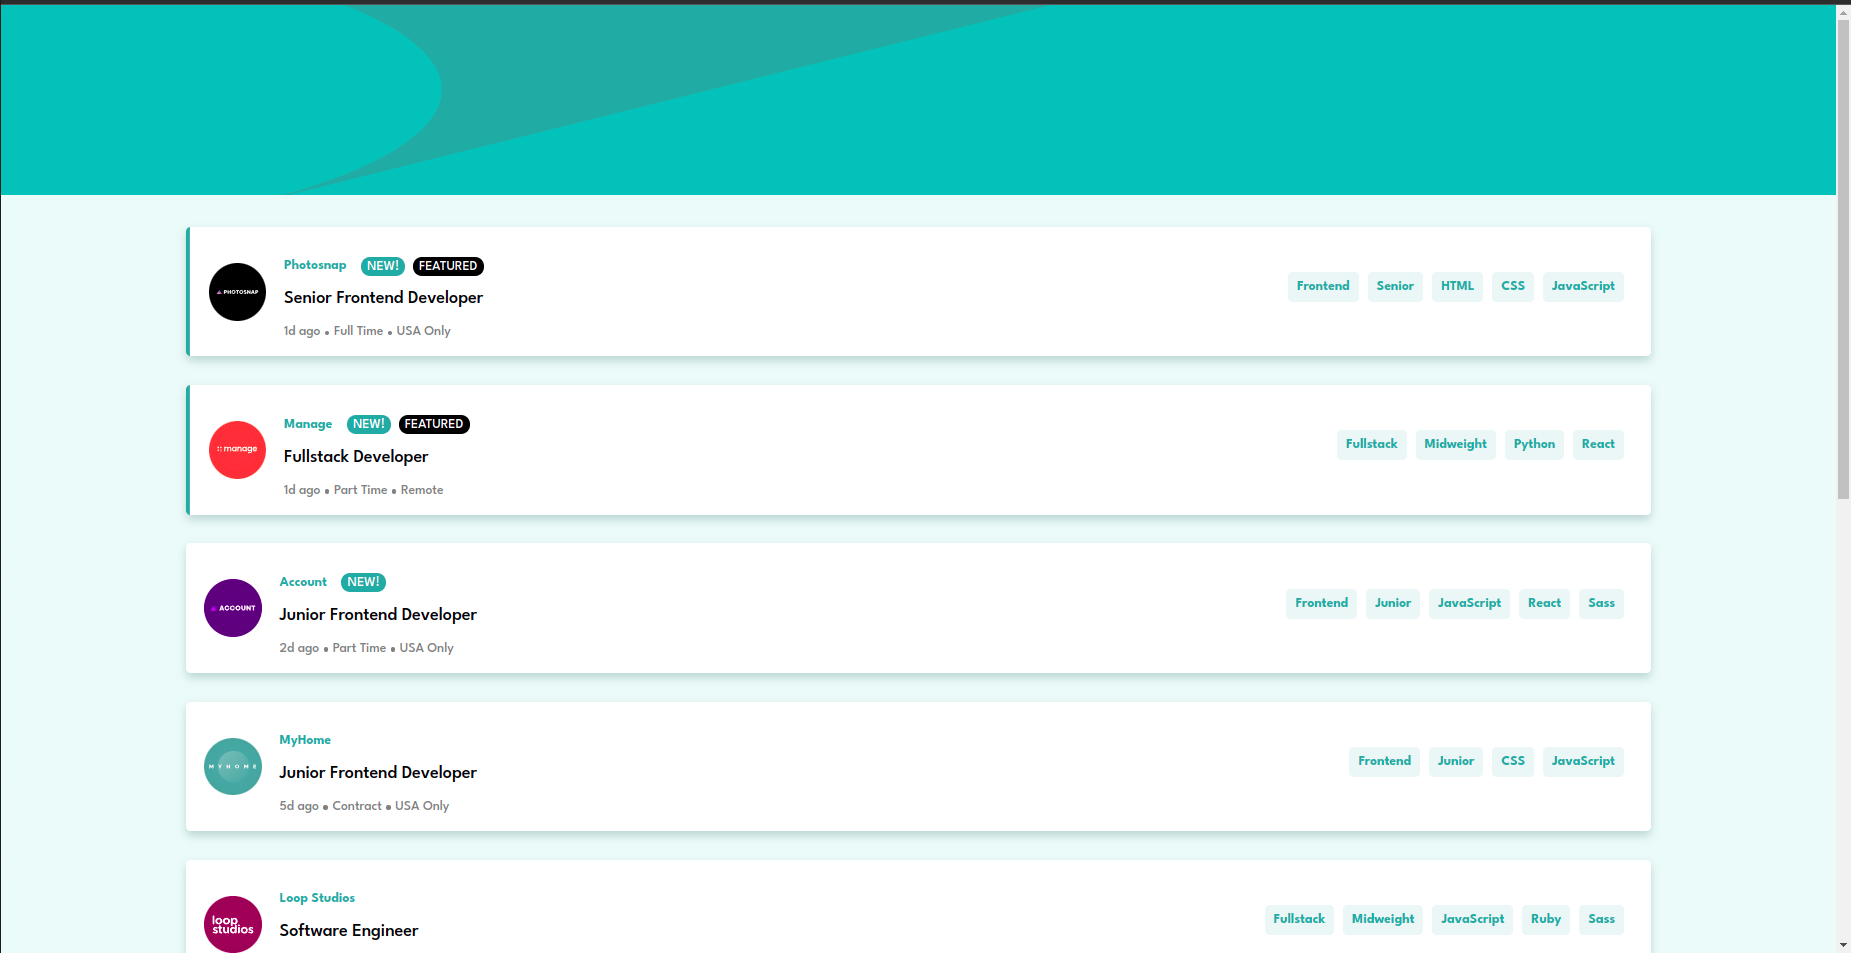 Photosnap NEW! FEATURED
PHOTOSNAP
Senior Frontend Developer
1d ago • Full Time • USA Only
Frontend Senior HTML CSS JavaScript
Manage NEW! FEATURED
manage
Fullstack Developer
1d ago • Part Time • Remote
Fullstack Midweight Python React
Account NEW!
ACCOUNT
Junior Frontend Developer
2d ago • Part Time • USA Only
Frontend Junior JavaScript React Sass
MyHome
MYHOME
Junior Frontend Developer
5d ago • Contract • USA Only
Frontend Junior CSS JavaScript
Loop Studios
loop
studios
Software Engineer
Fullstack Midweight JavaScript Ruby Sass